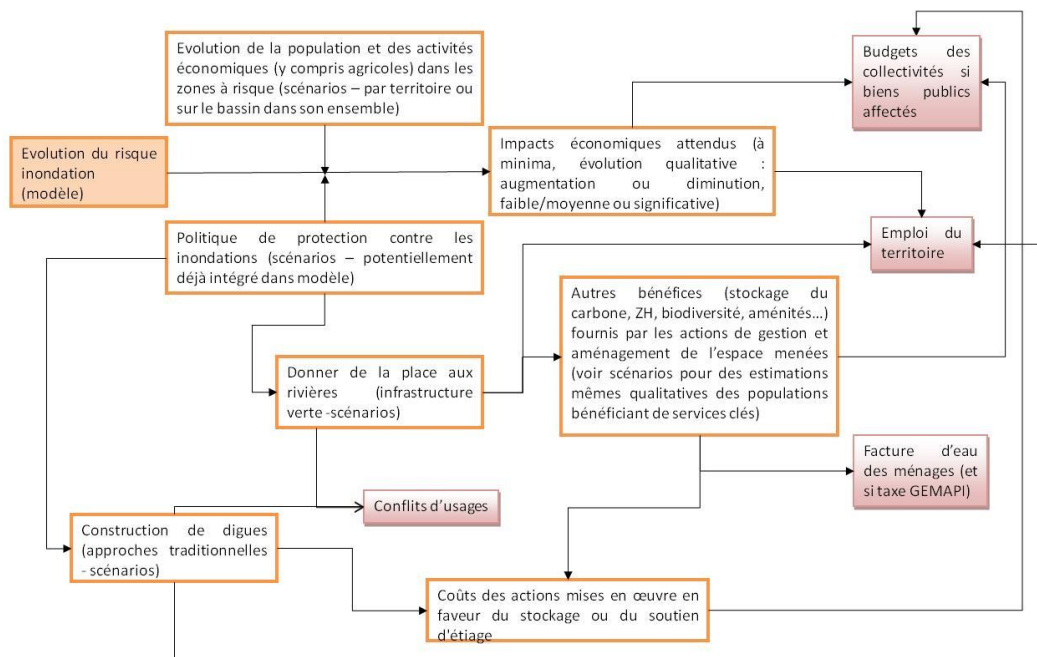 Evolution de la population et des activités
économiques (y compris agricoles) dans les
zones à risque (scénarios – par territoire ou
sur le bassin dans son ensemble)
Budgets des
collectivités si
biens publics
affectés
Evolution du risque
inondation
(modèle)
Impacts économiques attendus (à
minima, évolution qualitative :
augmentation ou diminution,
faible/moyenne ou significative)
Politique de protection contre les
inondations (scénarios – potentiellement
déjà intégré dans modèle)
Emploi du
territoire
Autres bénéfices (stockage du
carbone, ZH, biodiversité, aménités…)
fournis par les actions de gestion et
aménagement de l'espace menées
(voir scénarios pour des estimations
mêmes qualitatives des populations
bénéficiant de services clés)
Donner de la place aux
rivières (infrastructure
verte -scénarios)
Facture d'eau
des ménages (et
si taxe GEMAPI)
Conflits d'usages
Construction de digues
(approches traditionnelles
- scénarios)
Coûts des actions mises en œuvre en
faveur du stockage ou du soutien
d'étiage